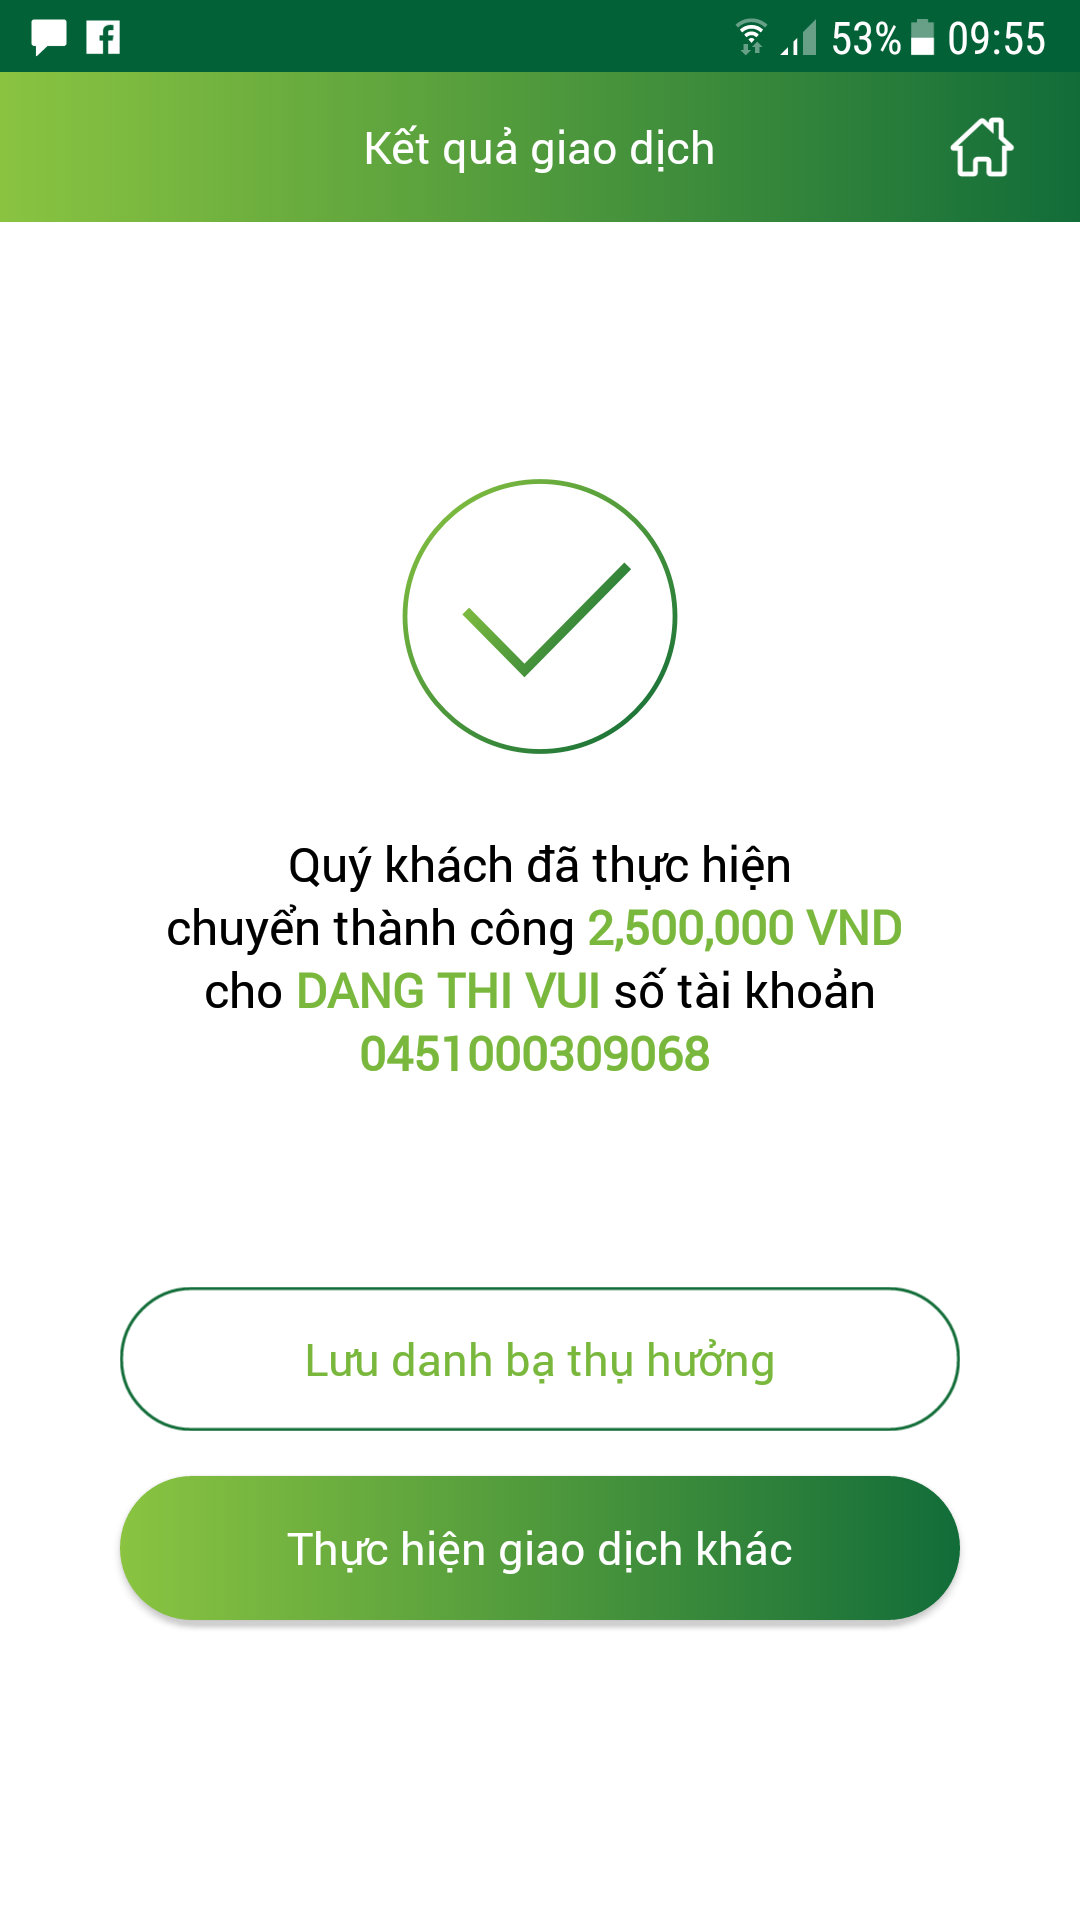 53% 09:55
Kết quả giao dịch
Quý khách đã thực hiện
chuyển thành công 2,500,000 VND
cho DANG THI VUI số tài khoản
0451000309068
Lưu danh bạ thụ hưởng
Thực hiện giao dịch khác